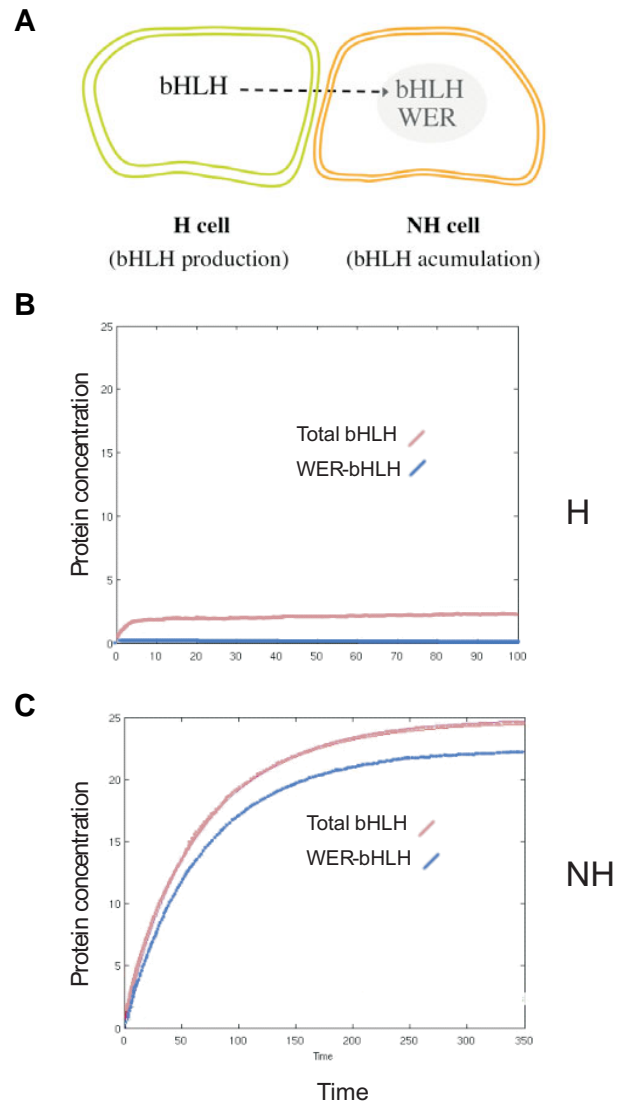 A
bHLH
bHLH
WER
H cell
NH cell
(bHLH production)
(bHLH acumulation)
B
25
20
15
10
5
0
Protein concentration
Total bHLH
WER-bHLH
H
0 10 20 30 40 50 60 70 80 90 100
C
25
20
15
10
5
0
Protein concentration
Total bHLH
WER-bHLH
NH
0 50 100 150 200 250 300 350
Time
Time